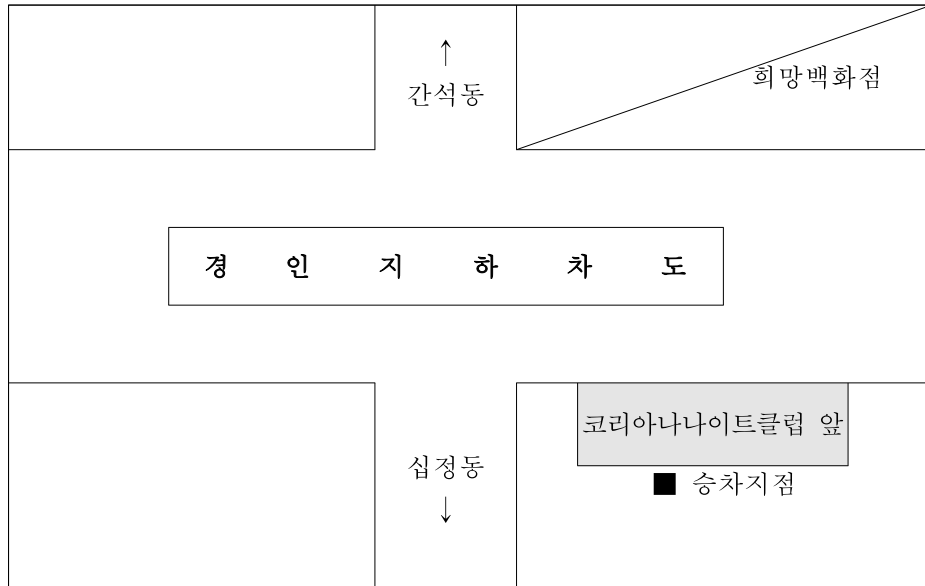 ↑
간석동
희망백화점
경 인 지 하 차 도
코리아나나이트클럽 앞
십정동
↓
■ 승차지점